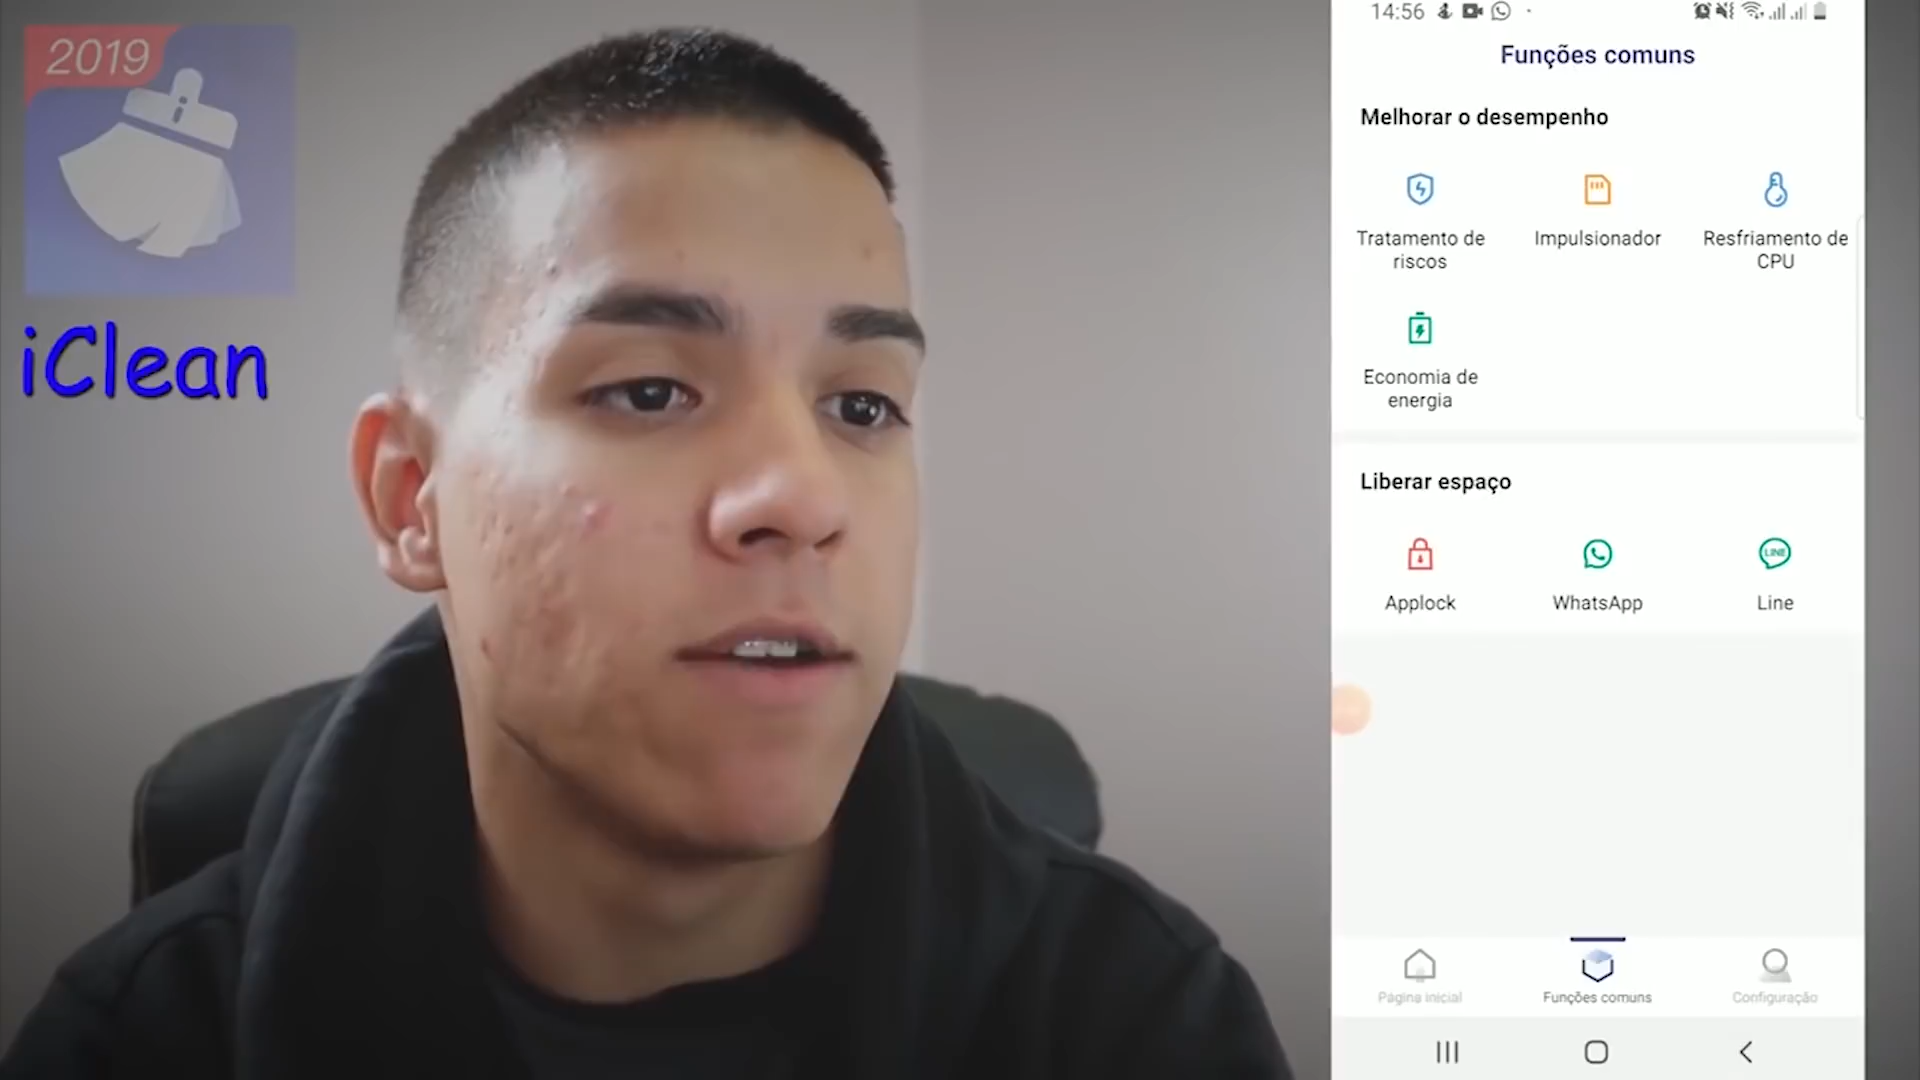 2019
iClean
14:56
Funções comuns
Melhorar o desempenho
Tratamento de
riscos
Impulsionador
Resfriamento de
CPU
Economia de
energia
Liberar espaço
Applock
WhatsApp
LINE
Line
Página inicial
Funções comuns
Configuração